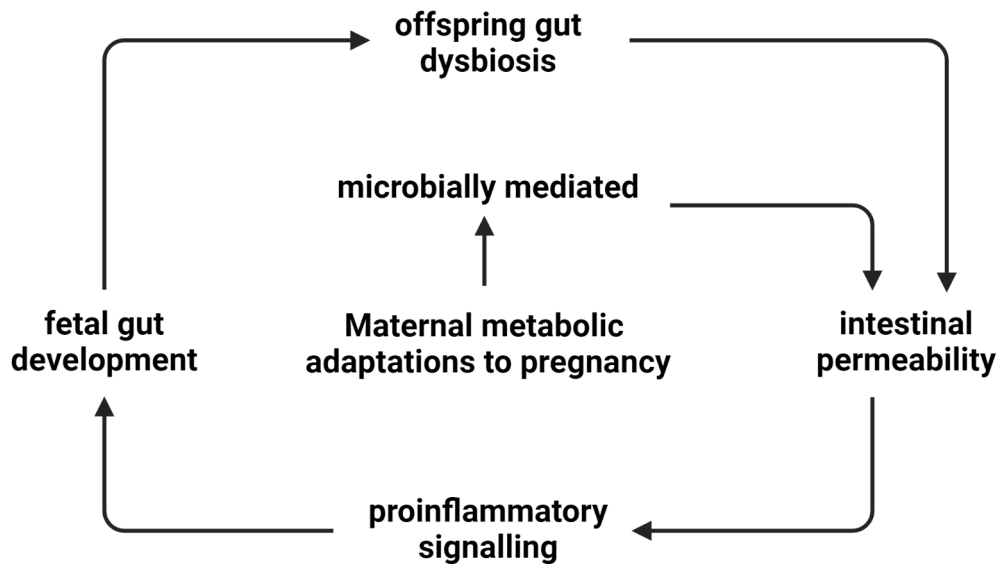 offspring gut
dysbiosis
microbially mediated
fetal gut
development
Maternal metabolic
adaptations to pregnancy
intestinal
permeability
proinflammatory
signalling